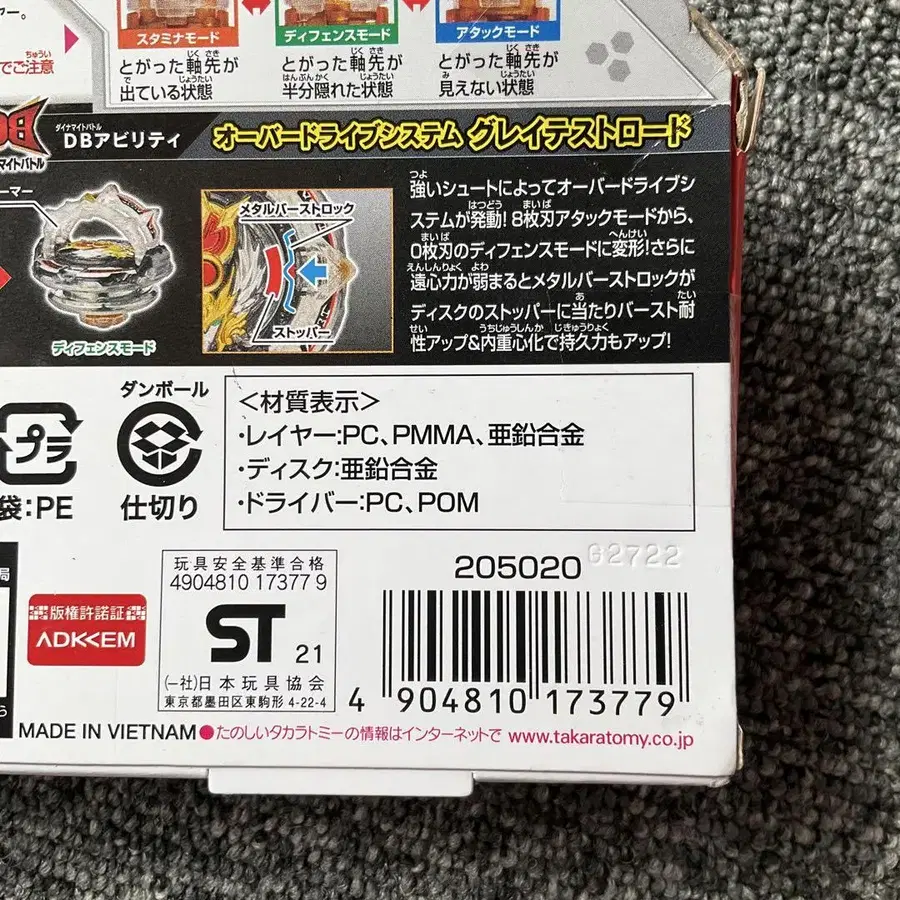 ヤー。
スタミナモード
ディフェンスモード
アタックモード
とがった軸先が
出ている状態
とがった軸先が
半分隠れた状態
とがった軸先が
見えない状態
でご注意
ダイナマイトバトル
DBアビリティ
オーバードライブシステム グレイテストロード
マイトバトル
ーマー
ディフェンスモード
メタルバーストロック
ストッパー
強いシュートによってオーバードライブシ
ステムが発動!8枚刃アタックモードから、
0枚刃のディフェンスモードに変形!さらに
遠心力が弱まるとメタルバーストロックが
ディスクのストッパーに当たりバースト耐
性アップ&内重心化で持久力もアップ!
プラ
袋:PE
ダンボール
仕切り
<材質表示>
・レイヤー:PC、PMMA、亜鉛合金
・ディスク:亜鉛合金
・ドライバー:PC、POM
局
版権許諾証
ADK EM
玩具安全基準合格
4904810 17377 9
ST 21
(一社)日本玩具協会
東京都墨田区東駒形 4-22-4
205020
G2722
4 904810 173779
ら
MADE IN VIETNAM
●たのしいタカラトミーの情報はインターネットで www.takaratomy.co.jp